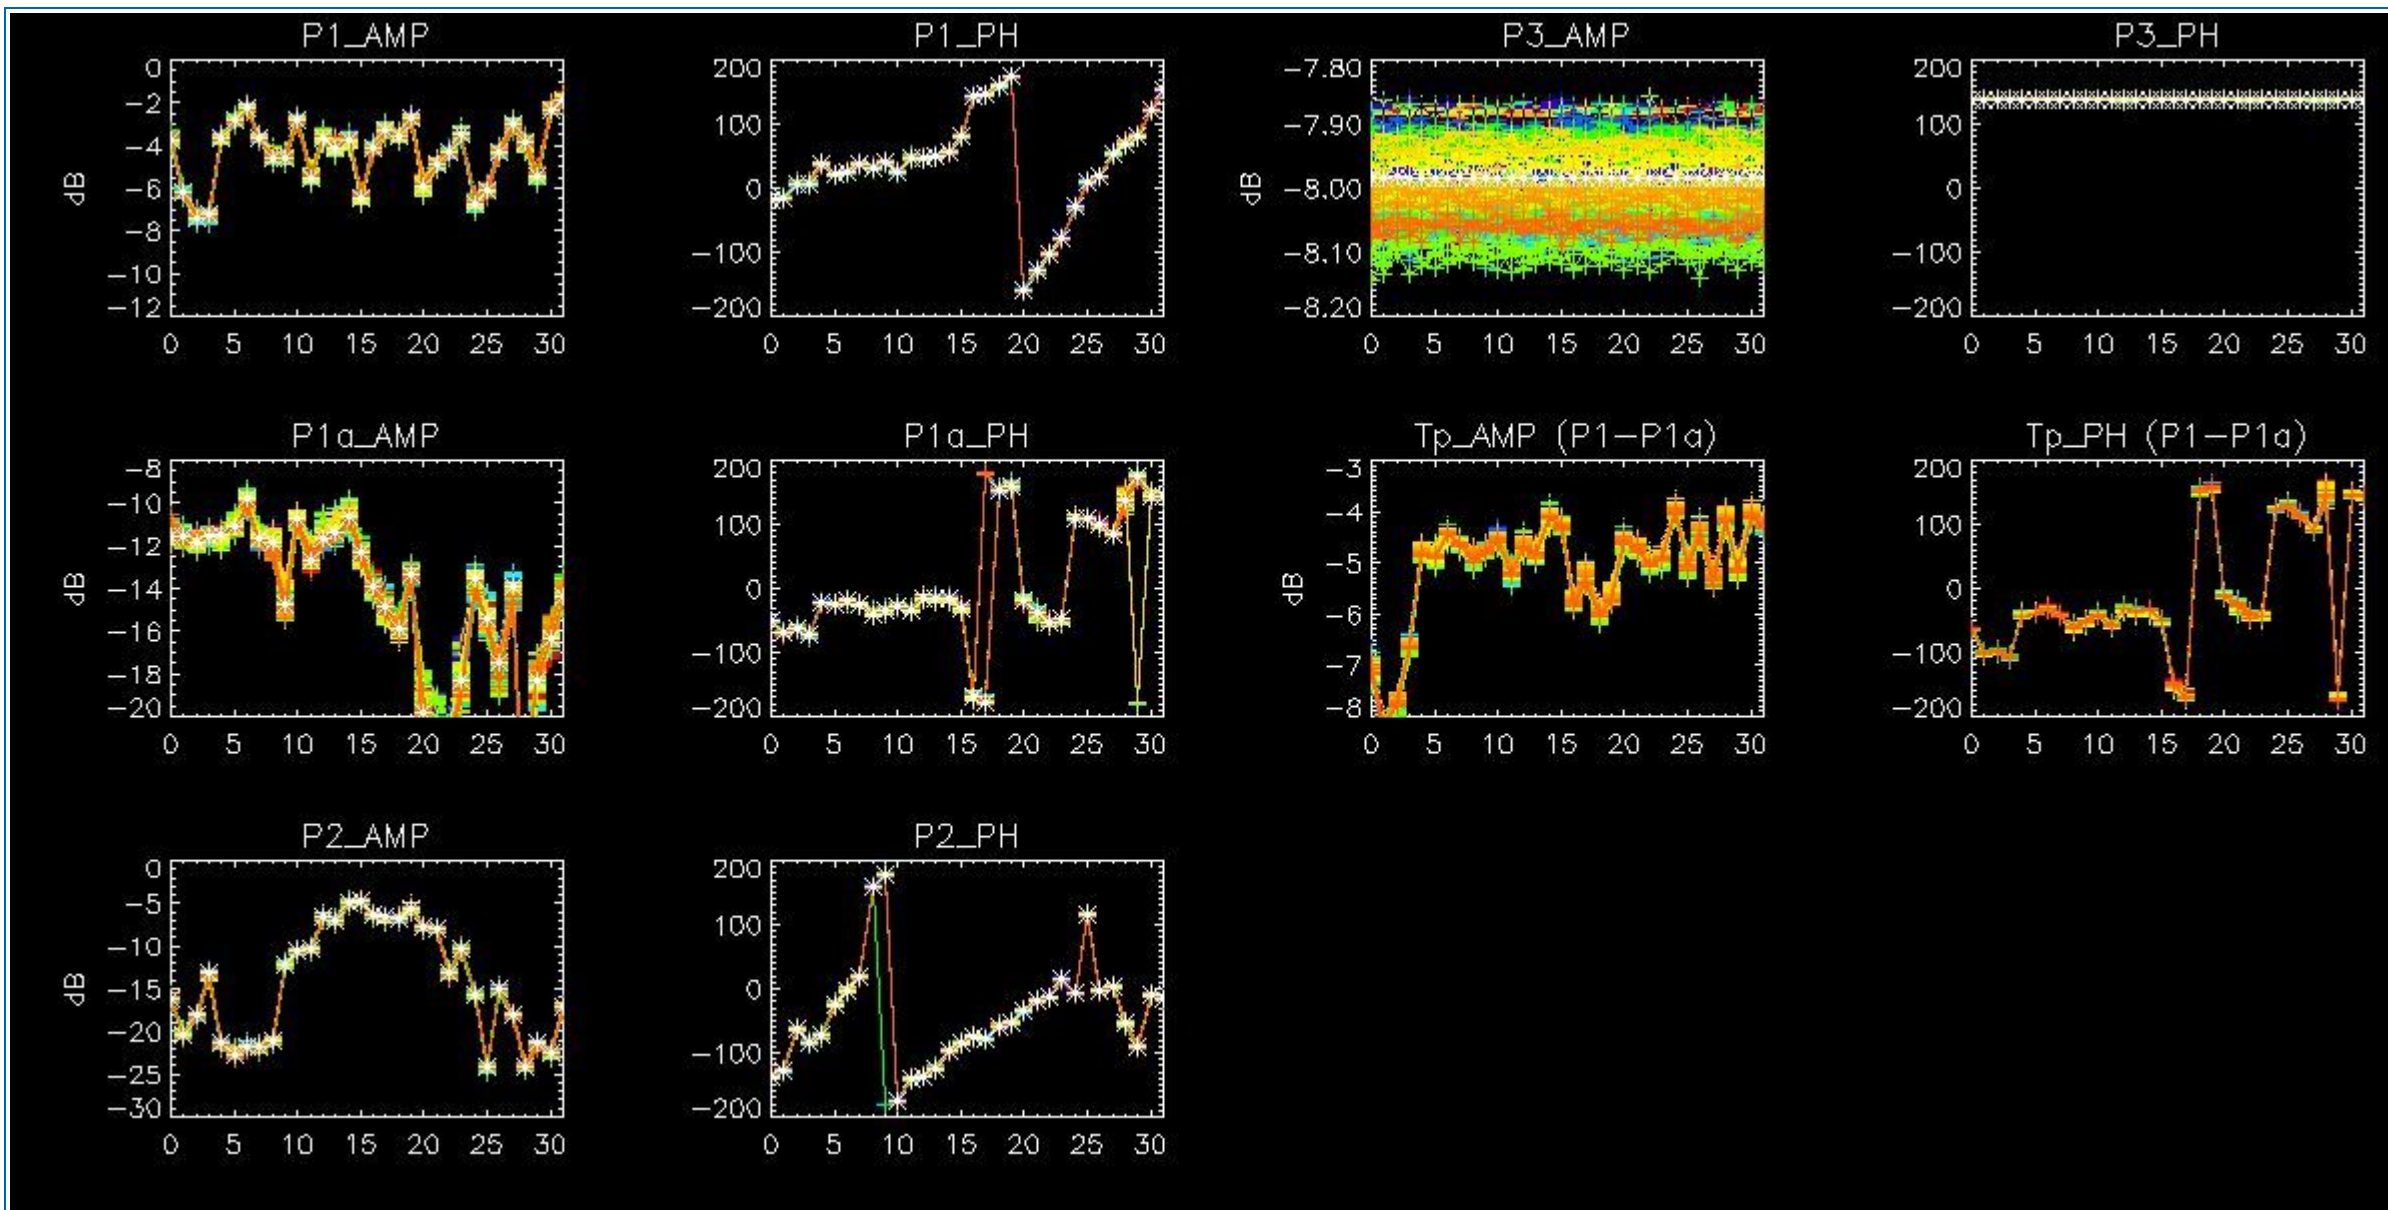 P1_AMP
0
−2
−4
−6
−8
−10
−12
dB
0 5 10 15 20 25 30
P1_PH
200
100
0
−100
−200
0 5 10 15 20 25 30
P3_AMP
−7.80
−7.90
−8.00
−8.10
−8.20
dB
0 5 10 15 20 25 30
P3_PH
200
100
0
−100
−200
0 5 10 15 20 25 30
P1a_AMP
−8
−10
−12
−14
−16
−18
−20
dB
0 5 10 15 20 25 30
P1a_PH
200
100
0
−100
−200
0 5 10 15 20 25 30
Tp_AMP (P1−P1a)
−3
−4
−5
−6
−7
−8
dB
0 5 10 15 20 25 30
Tp_PH (P1−P1a)
200
100
0
−100
−200
0 5 10 15 20 25 30
P2_AMP
0
−5
−10
−15
−20
−25
−30
dB
0 5 10 15 20 25 30
P2_PH
200
100
0
−100
−200
0 5 10 15 20 25 30